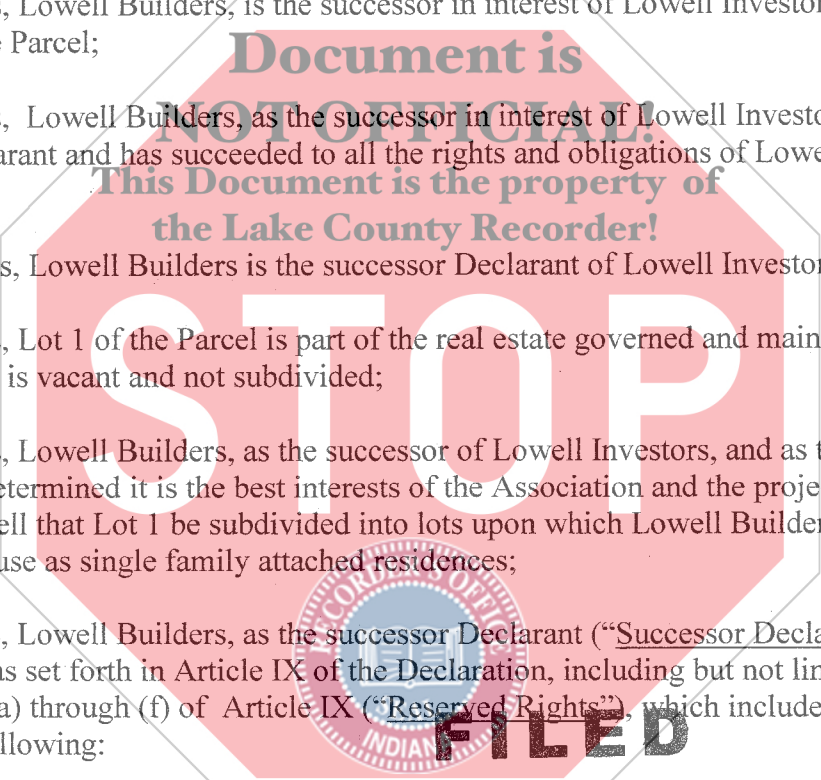 , Lowell Builders, is the successor in interest of Lowell Investor
Parcel;
Document is
, Lowell Builders, as the successor in interest of Lowell Investo
NOT OFFICIAL!
arant and has succeeded to all the rights and obligations of Lowe
This Document is the property of
the Lake County Recorder!
s, Lowell Builders is the successor Declarant of Lowell Investor
, Lot 1 of the Parcel is part of the real estate governed and main
is vacant and not subdivided;
STOP
, Lowell Builders, as the successor of Lowell Investors, and as t
etermined it is the best interests of the Association and the proje
ell that Lot 1 be subdivided into lots upon which Lowell Builder
use as single family attached residences;
RECORDER'S OFFICE
, Lowell Builders, as the successor Declarant (“Successor Decla
as set forth in Article IX of the Declaration, including but not lim
a) through (f) of Article IX (“Reserved Rights”), which include
FILED
INDIANA
llowing: